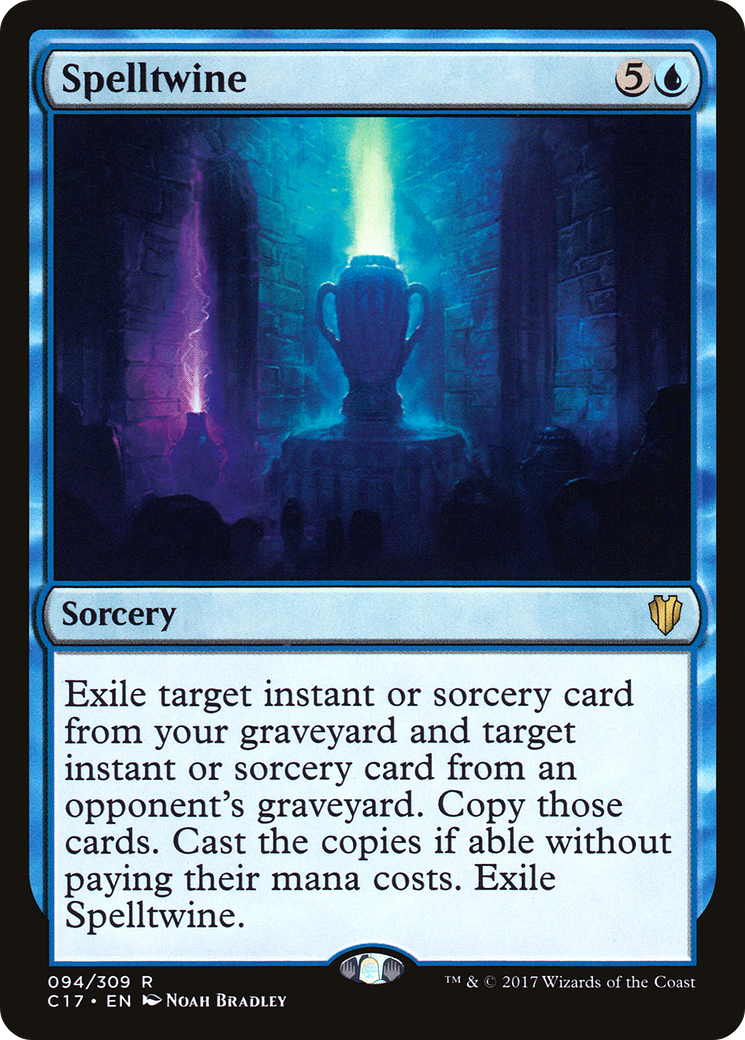 Spelltwine 5
Sorcery
Exile target instant or sorcery card
from your graveyard and target
instant or sorcery card from an
opponent's graveyard. Copy those
cards. Cast the copies if able without
paying their mana costs. Exile
Spelltwine.
094/309 R
C17 • EN Noah Bradley
™ & © 2017 Wizards of the Coast